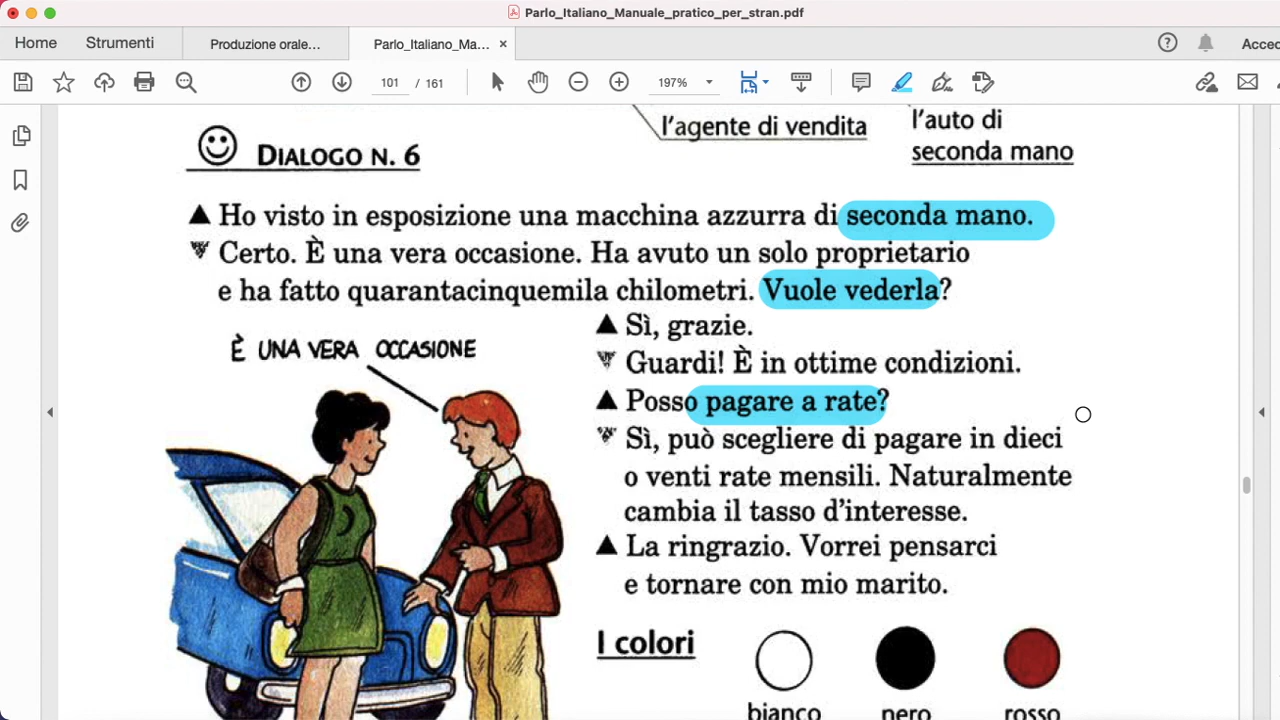 Parlo_Italiano_Manuale_pratico_per_stran.pdf
Home
Strumenti
Produzione orale...
Parlo_Italiano_Ma... ×
?
Acced
101 / 161
197%
l'agente di vendita
l'auto di
seconda mano
DIALOGO N. 6
▲ Ho visto in esposizione una macchina azzurra di seconda mano.
▼ Certo. È una vera occasione. Ha avuto un solo proprietario
e ha fatto quarantacinquemila chilometri. Vuole vederla?
▲ Sì, grazie.
▼ Guardi! È in ottime condizioni.
▲ Posso pagare a rate?
▼ Sì, può scegliere di pagare in dieci
o venti rate mensili. Naturalmente
cambia il tasso d'interesse.
▲ La ringrazio. Vorrei pensarci
e tornare con mio marito.
È UNA VERA OCCASIONE
I colori
bianco
nero
rosso